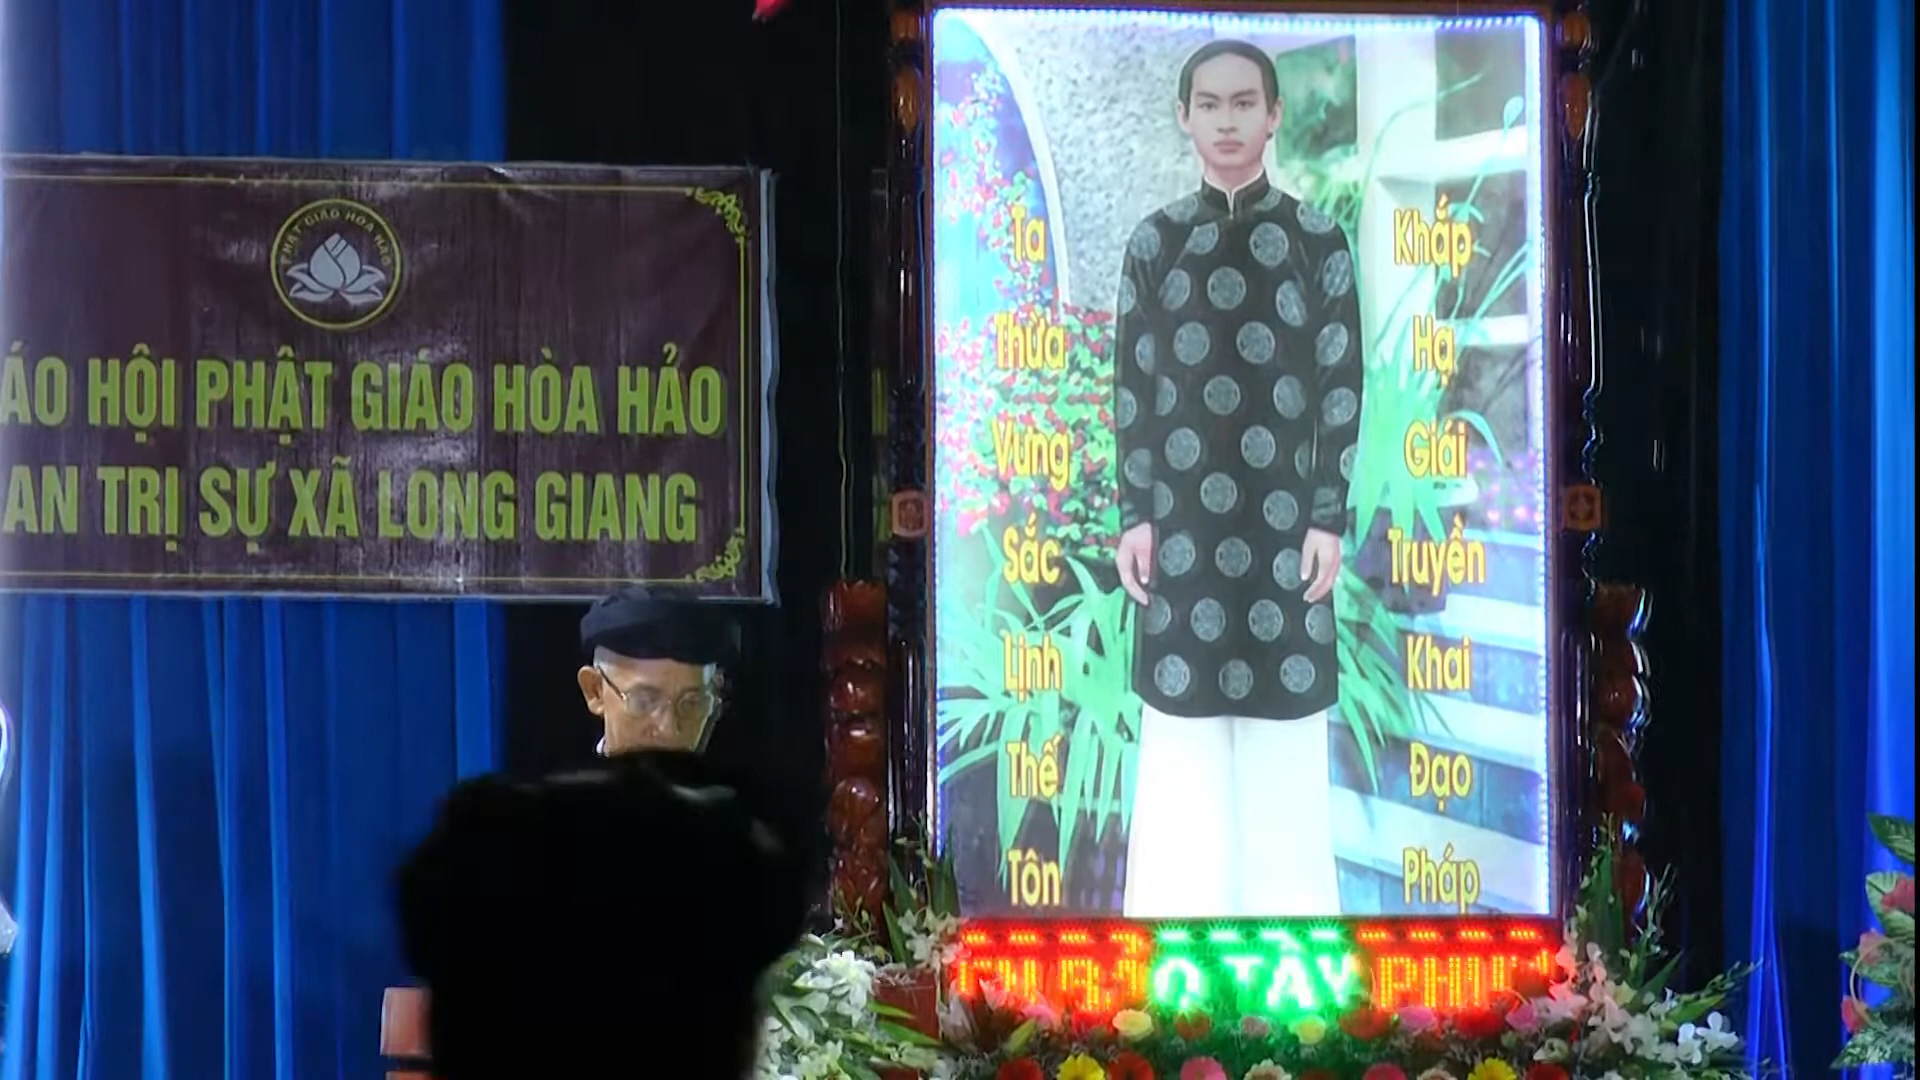 PHẬT GIÁO HÒA HẢO
ÁO HỘI PHẬT GIÁO HÒA HẢO
AN TRỊ SỰ XÃ LONG GIANG
Ta
Thừa
Vưng
Sắc
Lịnh
Thế
Tôn
Khắp
Hạ
Giái
Truyền
Khai
Đạo
Pháp
TÂY